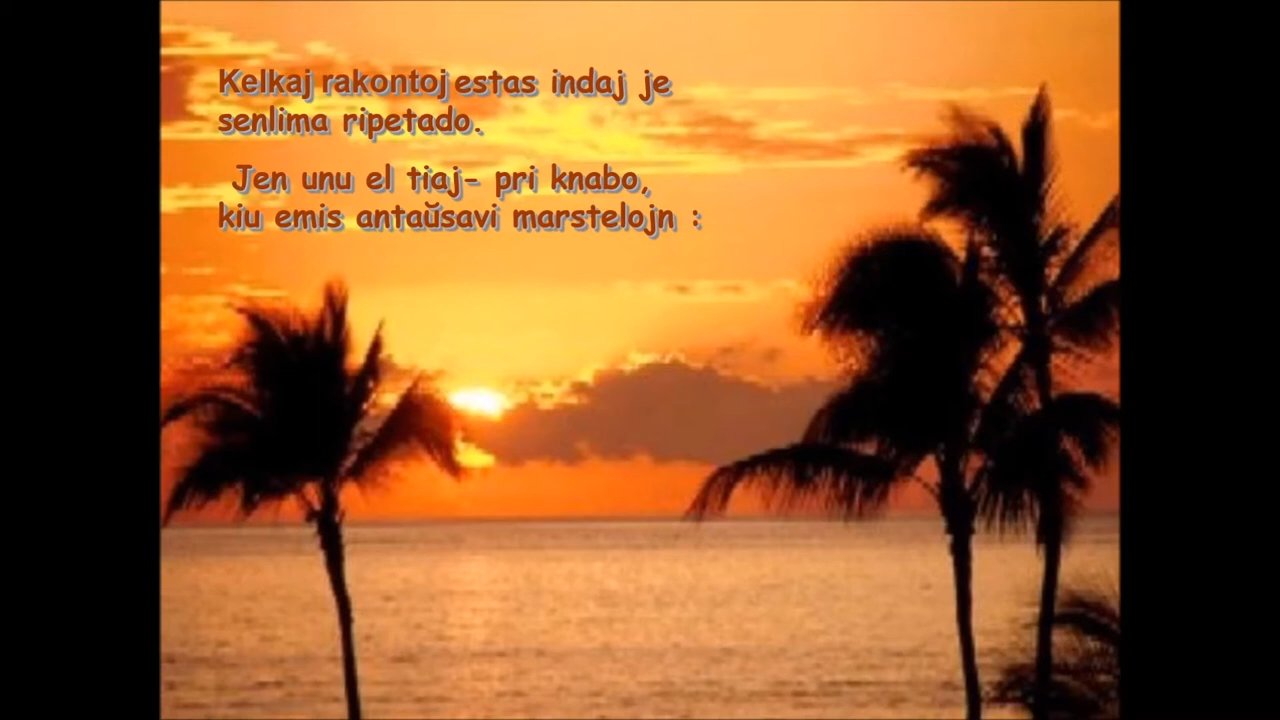 Kelkaj rakontoj estas indaj je
senlima ripetado.
Jen unu el tiaj- pri knabo,
kiu emis antaŭsavi marstelojn :